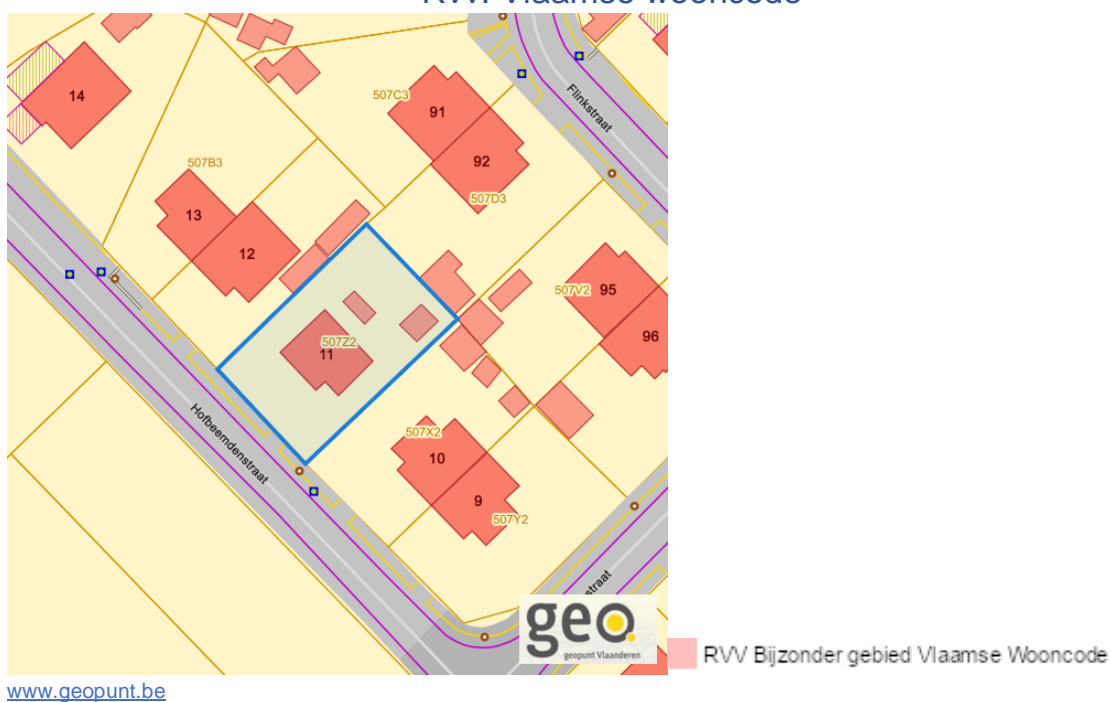 RVV: Vlaamse wooncode
14
507C3
91
Flinkstraat
92
507B3
507D3
13
12
507V2
95
507Z2
11
96
Hofbeemdenstraat
507X2
10
9
507Y2
straat
geo
geopunt Vlaanderen
RVV Bijzonder gebied Vlaamse Wooncode
www.geopunt.be